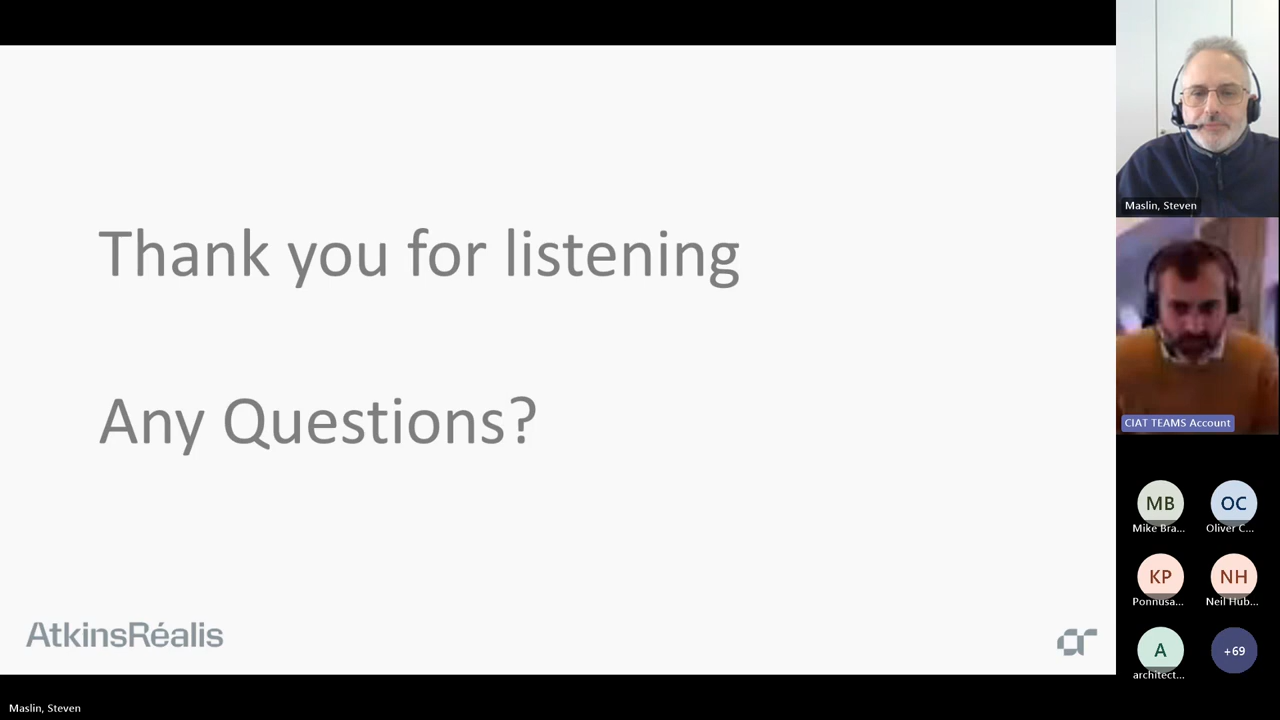 Thank you for listening
Any Questions?
AtkinsRéalis
Maslin, Steven
CIAT TEAMS Account
MB
OC
Mike Bra...
Oliver C...
KP
NH
Ponnusa...
Neil Hub...
A
+69
architect...
Maslin, Steven